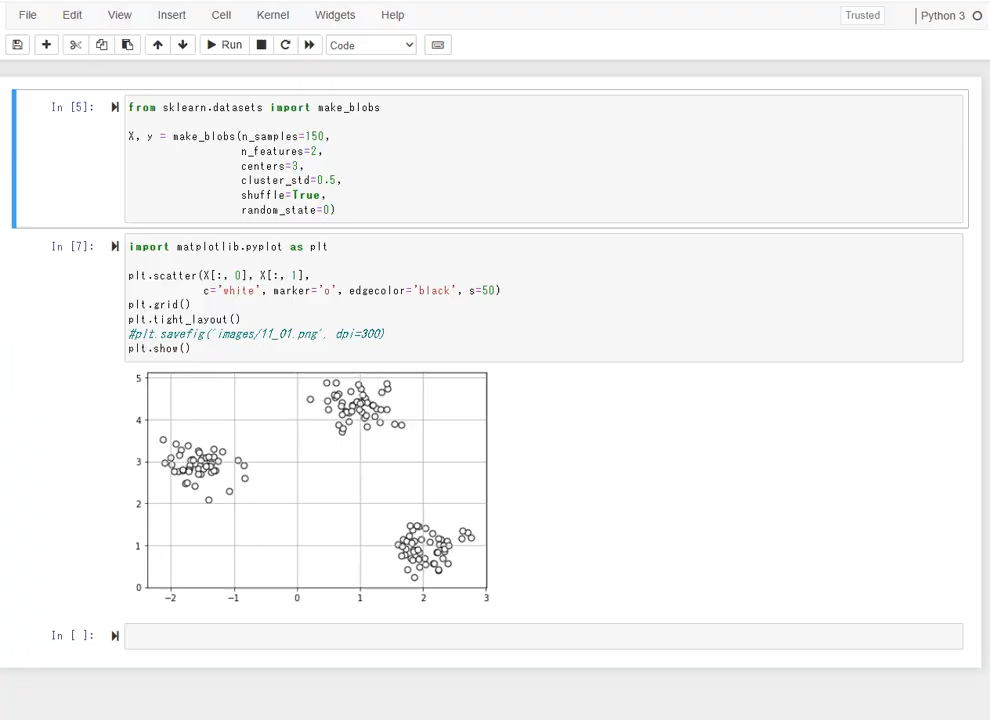 File Edit View Insert Cell Kernel Widgets Help Trusted Python 3
Run Code
In [5]: from sklearn.datasets import make_blobs
X, y = make_blobs(n_samples=150,
n_features=2,
centers=3,
cluster_std=0.5,
shuffle=True,
random_state=0)
In [7]: import matplotlib.pyplot as plt
plt.scatter(X[:, 0], X[:, 1],
c='white', marker='o', edgecolor='black', s=50)
plt.grid()
plt.tight_layout()
#plt.savefig('images/11_01.png', dpi=300)
plt.show()
5
4
3
2
1
0
−2 −1 0 1 2 3
In [ ]: